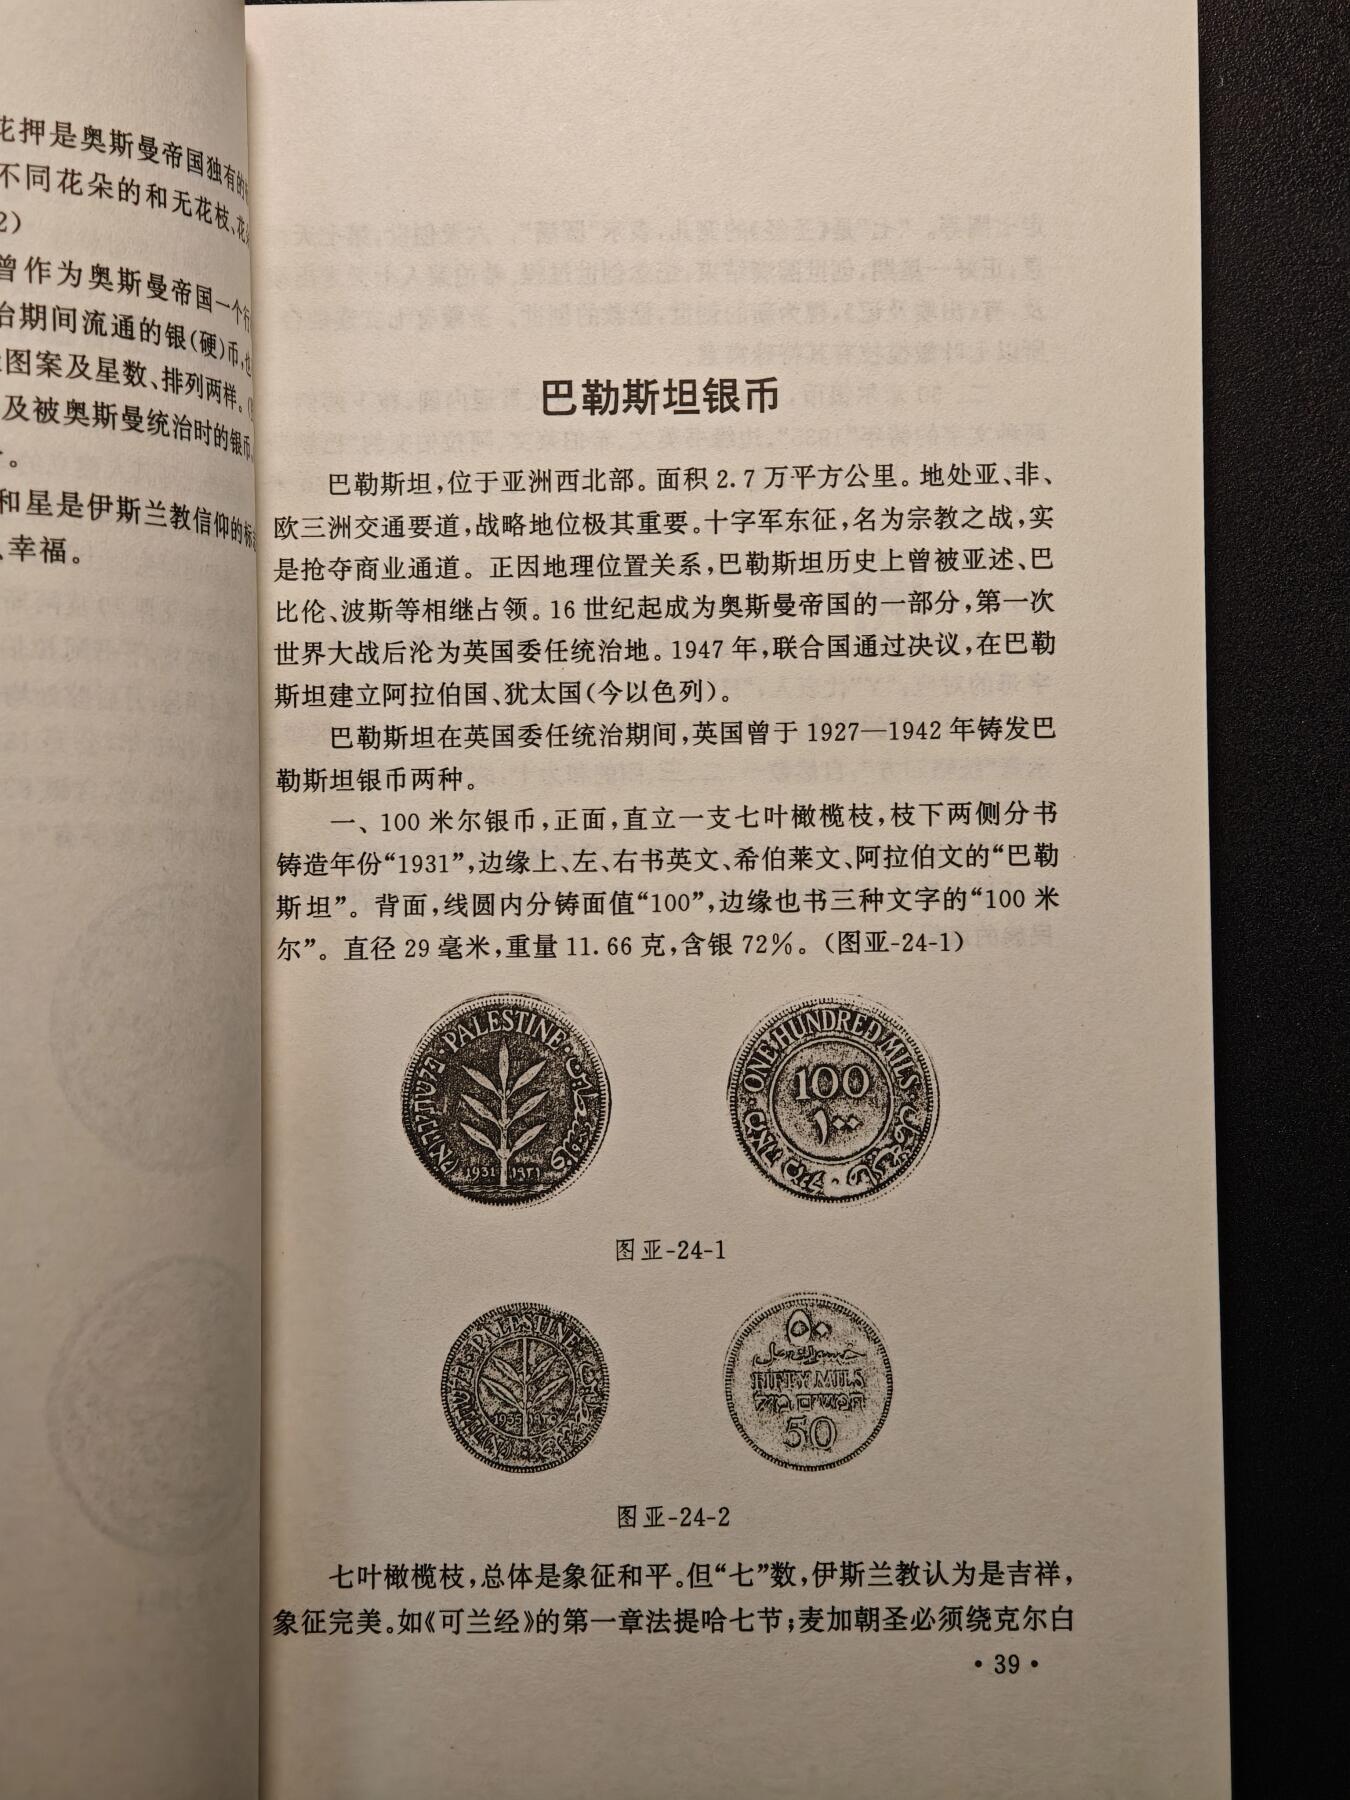 花押是奥斯曼帝国独有的
不同花朵的和无花枝、花
2)
曾作为奥斯曼帝国一个行
台期间流通的银(硬)币,也
图案及星数、排列两样。
及被奥斯曼统治时的银币
。
和星是伊斯兰教信仰的标
、幸福。
巴勒斯坦银币
巴勒斯坦,位于亚洲西北部。面积2.7万平方公里。地处亚、非、
欧三洲交通要道,战略地位极其重要。十字军东征,名为宗教之战,实
是抢夺商业通道。正因地理位置关系,巴勒斯坦历史上曾被亚述、巴
比伦、波斯等相继占领。16世纪起成为奥斯曼帝国的一部分,第一次
世界大战后沦为英国委任统治地。1947年,联合国通过决议,在巴勒
斯坦建立阿拉伯国、犹太国(今以色列)。
巴勒斯坦在英国委任统治期间,英国曾于1927—1942年铸发巴
勒斯坦银币两种。
一、100米尔银币,正面,直立一支七叶橄榄枝,枝下两侧分书
铸造年份“1931”,边缘上、左、右书英文、希伯莱文、阿拉伯文的“巴勒
斯坦”。背面,线圆内分铸面值“100”,边缘也书三种文字的“100米
尔”。直径29毫米,重量11.66克,含银72%。(图亚-24-1)
·PALESTINE·
פלשתינה א״י
فلسطين
1931 ١٩٣١
·ONE HUNDRED MILS·
100
١٠٠
图亚-24-1
PALESTINE
1935
٥٠
خمسون مل
FIFTY MILS
חמשים מיל
50
图亚-24-2
七叶橄榄枝,总体是象征和平。但“七”数,伊斯兰教认为是吉祥,
象征完美。如《可兰经》的第一章法提哈七节;麦加朝圣必须绕克尔白
·39·